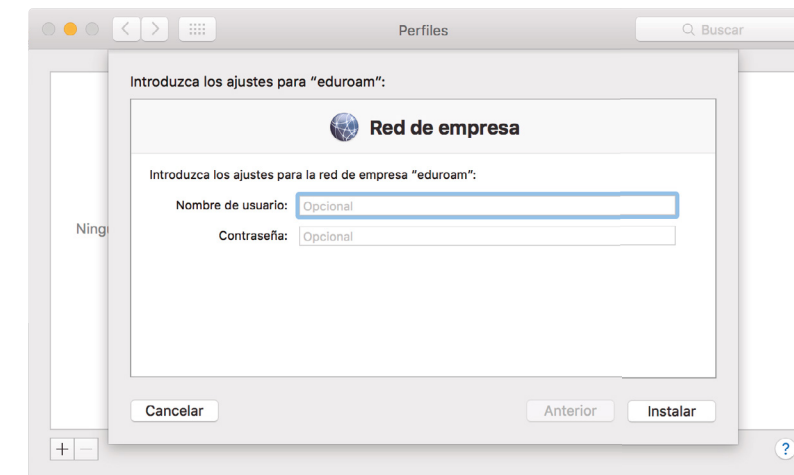 Perfiles
Buscar
Introduzca los ajustes para “eduroam”:
Red de empresa
Introduzca los ajustes para la red de empresa “eduroam”:
Nombre de usuario: Opcional
Contraseña: Opcional
Ning
Cancelar
Anterior
Instalar
+
−
?